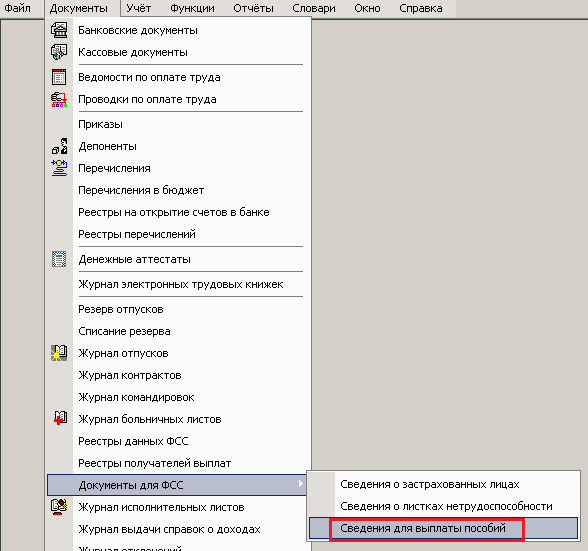 Файл Документы Учёт Функции Отчёты Словари Окно Справка
Банковские документы
Кассовые документы
Ведомости по оплате труда
Проводки по оплате труда
Приказы
Депоненты
Перечисления
Перечисления в бюджет
Реестры на открытие счетов в банке
Реестры перечислений
Денежные аттестаты
Журнал электронных трудовых книжек
Резерв отпусков
Списание резерва
Журнал отпусков
Журнал контрактов
Журнал командировок
Журнал больничных листов
Реестры данных ФСС
Реестры получателей выплат
Документы для ФСС
Сведения о застрахованных лицах
Сведения о листках нетрудоспособности
Сведения для выплаты пособий
Журнал исполнительных листов
Журнал выдачи справок о доходах
Журнал отклонений